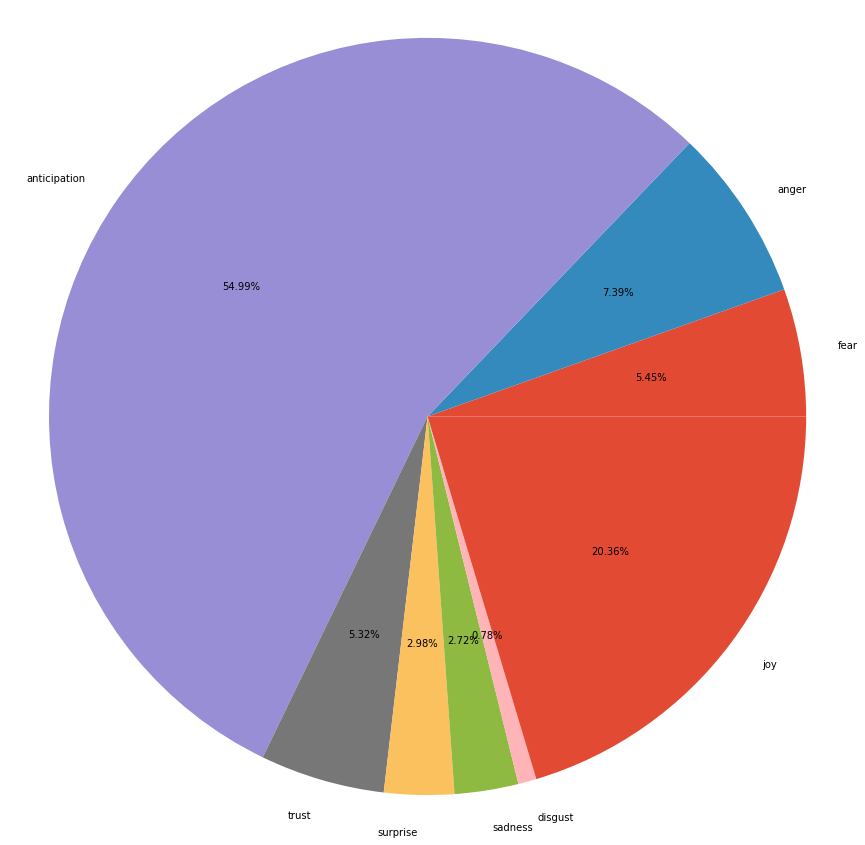 anticipation
anger
54.99%
7.39%
fear
5.45%
20.36%
5.32%
2.98%
2.72%
0.78%
joy
trust
surprise
sadness
disgust